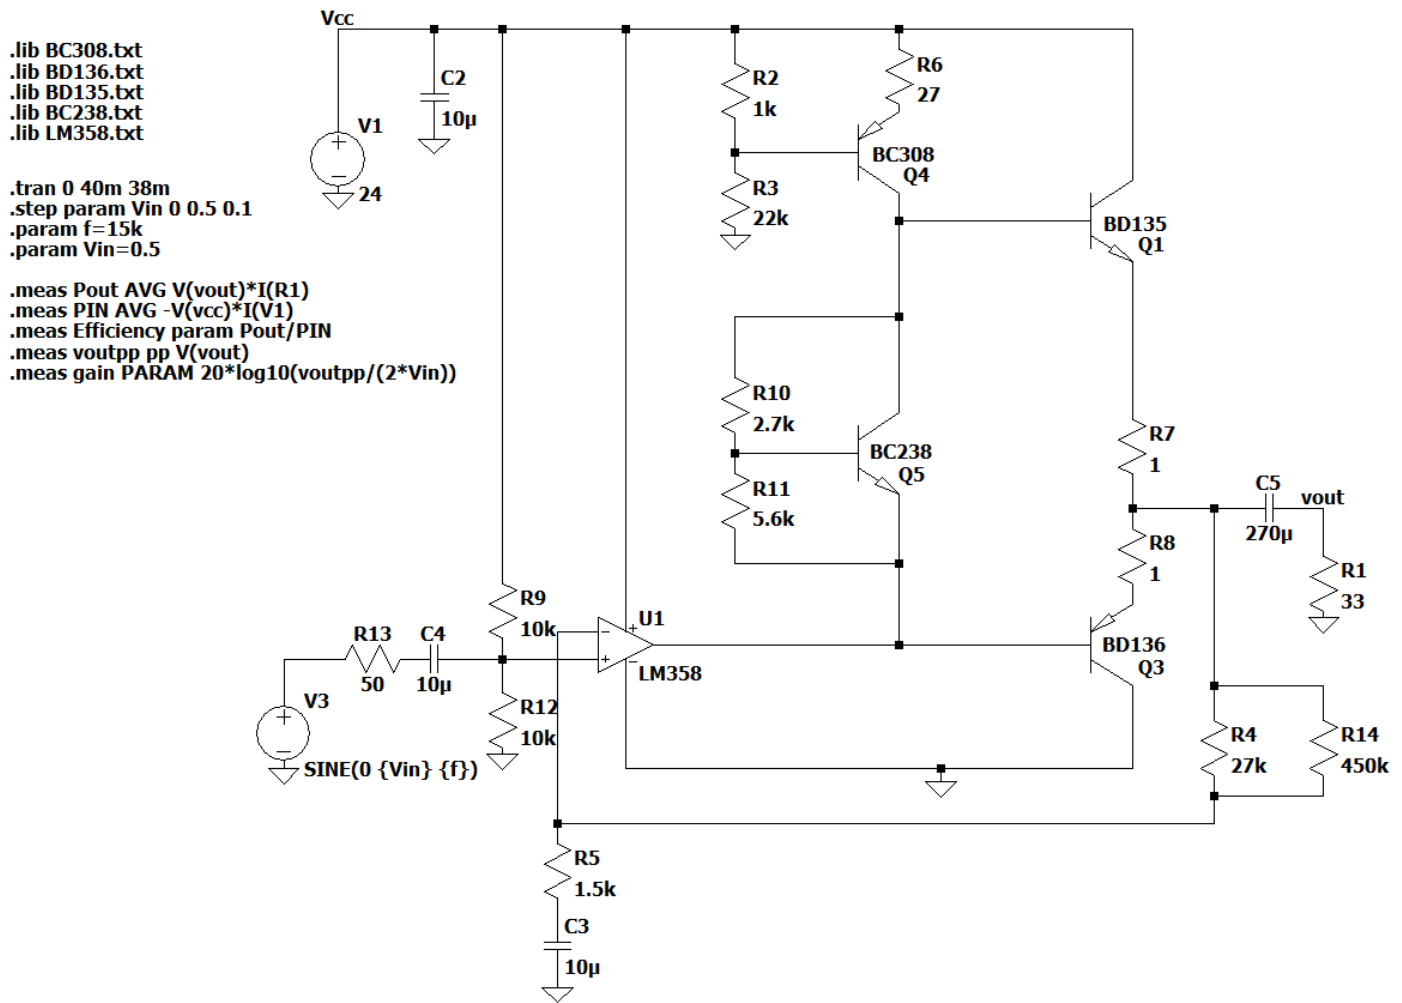 Vcc
.lib BC308.txt
.lib BD136.txt
.lib BD135.txt
.lib BC238.txt
.lib LM358.txt
.tran 0 40m 38m
.step param Vin 0 0.5 0.1
.param f=15k
.param Vin=0.5
.meas Pout AVG V(vout)*I(R1)
.meas PIN AVG -V(vcc)*I(V1)
.meas Efficiency param Pout/PIN
.meas voutpp pp V(vout)
.meas gain PARAM 20*log10(voutpp/(2*Vin))
V1
24
C2
10µ
R2
1k
R6
27
BC308
Q4
R3
22k
BD135
Q1
R10
2.7k
BC238
Q5
R11
5.6k
R7
1
C5
270µ
vout
R8
1
R1
33
R9
10k
U1
LM358
R13
50
C4
10µ
BD136
Q3
V3
SINE(0 {Vin} {f})
R12
10k
R4
27k
R14
450k
R5
1.5k
C3
10µ